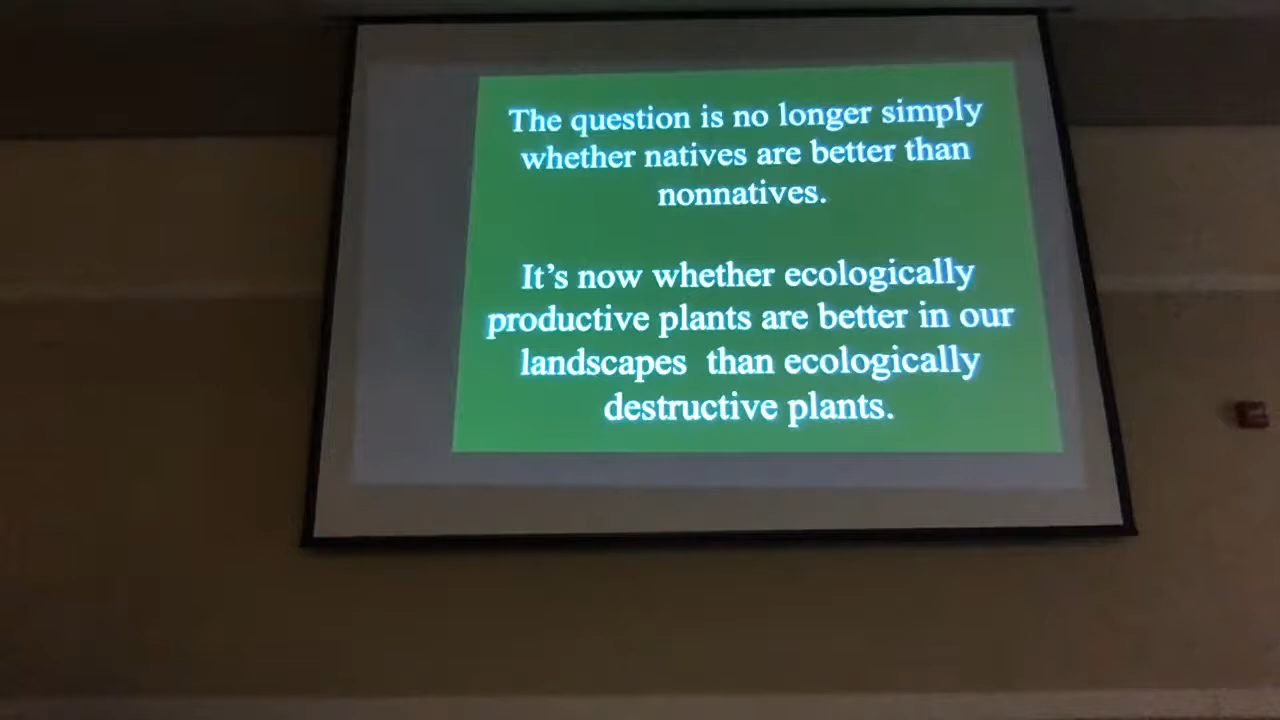 The question is no longer simply
whether natives are better than
nonnatives.
It’s now whether ecologically
productive plants are better in our
landscapes than ecologically
destructive plants.